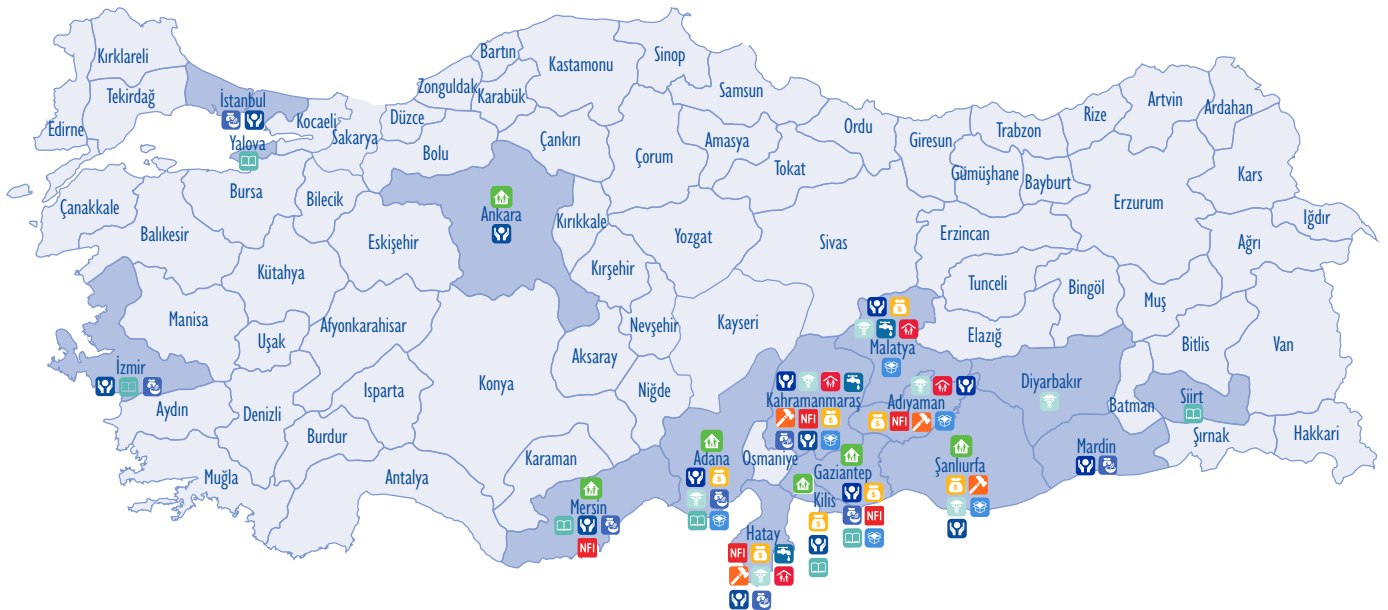 Kırklareli
Tekirdağ
Edirne
İstanbul
Yalova
Kocaeli
Sakarya
Düzce
Zonguldak
Bartın
Karabük
Kastamonu
Sinop
Samsun
Bolu
Çankırı
Çorum
Amasya
Tokat
Ordu
Giresun
Gümüşhane
Trabzon
Bayburt
Rize
Artvin
Ardahan
Kars
Iğdır
Erzurum
Ağrı
Çanakkale
Balıkesir
Bursa
Bilecik
Eskişehir
Kütahya
Ankara
Kırıkkale
Kırşehir
Yozgat
Sivas
Erzincan
Tunceli
Bingöl
Muş
Bitlis
Van
Elazığ
Manisa
Uşak
Afyonkarahisar
Nevşehir
Kayseri
Malatya
İzmir
Aydın
Denizli
Isparta
Burdur
Konya
Aksaray
Niğde
Kahramanmaraş
NFI
Adıyaman
NFI
Diyarbakır
Batman
Siirt
Şırnak
Hakkari
Mardin
Muğla
Antalya
Karaman
Mersin
NFI
Adana
Osmaniye
Gaziantep
NFI
Kilis
Şanlıurfa
Hatay
NFI